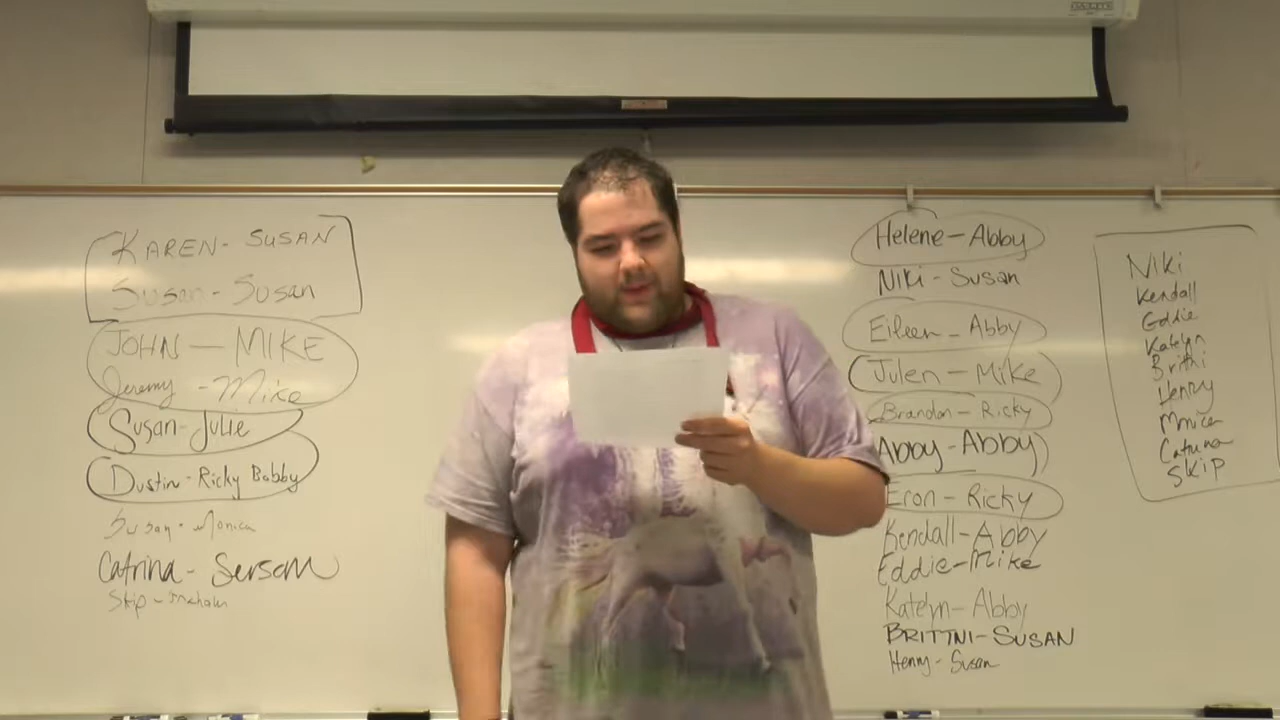 KAREN- SUSAN
Susan - Susan
JOHN — MIKE
Jeremy - Mike
Susan-Julie
Dustin-Ricky Bobby
Susan - Monica
Catrina-
Skip -
Helene-Abby
Niki - Susan
Eileen - Abby
Julen - Mike
Brandon - Ricky
Abby-Abby
Eron - Ricky
Kendall-Abby
Eddie-Mike
Katelyn-Abby
BRITTNI-SUSAN
Henry - Susan
Niki
Kendall
Eddie
Katelyn
Henry
Monica
Catrina
Skip